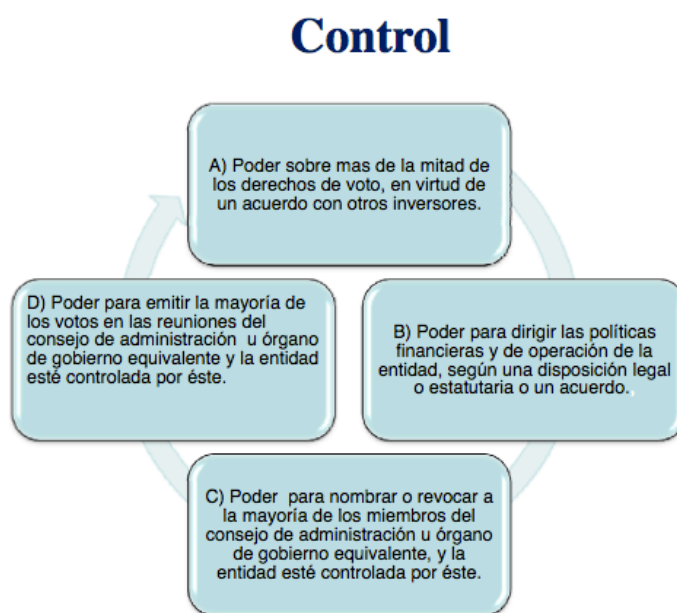 Control
A) Poder sobre mas de la mitad de
los derechos de voto, en virtud de
un acuerdo con otros inversores.
B) Poder para dirigir las políticas
financieras y de operación de la
entidad, según una disposición legal
o estatutaria o un acuerdo.,
C) Poder para nombrar o revocar a
la mayoría de los miembros del
consejo de administración u órgano
de gobierno equivalente, y la
entidad esté controlada por éste.
D) Poder para emitir la mayoría de
los votos en las reuniones del
consejo de administración u órgano
de gobierno equivalente y la entidad
esté controlada por éste.